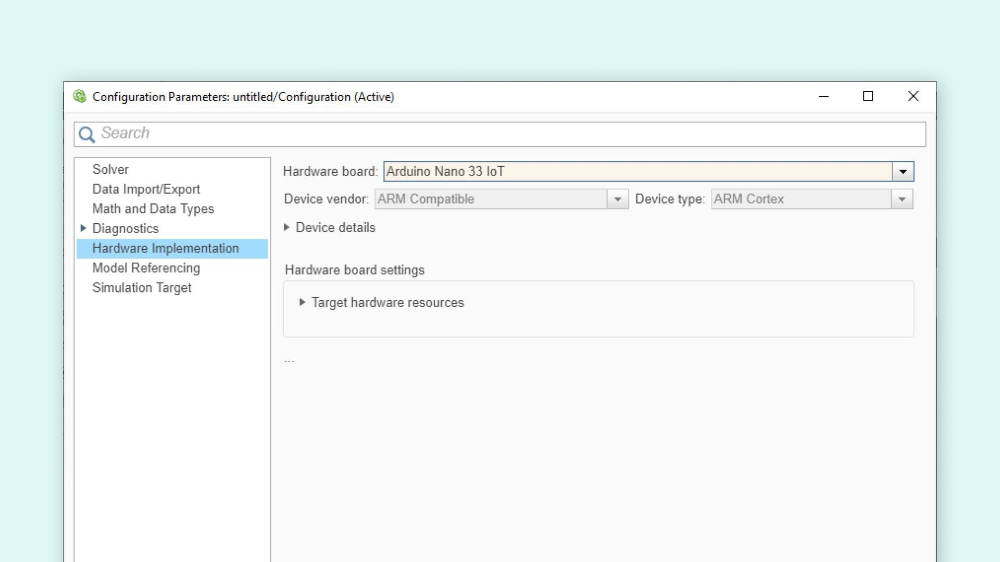 Configuration Parameters: untitled/Configuration (Active)
Search
Solver
Data Import/Export
Math and Data Types
Diagnostics
Hardware Implementation
Model Referencing
Simulation Target
Hardware board: Arduino Nano 33 IoT
Device vendor: ARM Compatible Device type: ARM Cortex
Device details
Hardware board settings
Target hardware resources
...